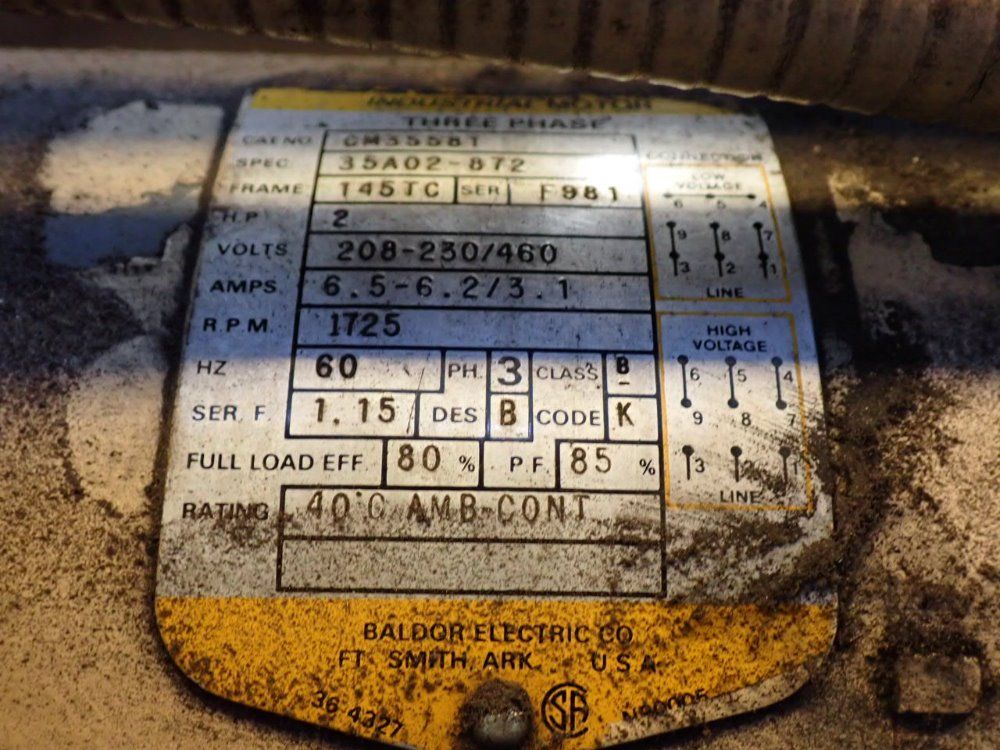 INDUSTRIAL MOTOR
THREE PHASE
CAT.NO. CM35581
SPEC. 35A02-872
FRAME 145TC SER. F981
H.P. 2
VOLTS 208-230/460
AMPS. 6.5-6.2/3.1
R.P.M. 1725
HZ 60 PH. 3 CLASS B
SER. F. 1.15 DES B CODE K
FULL LOAD EFF. 80 % P.F. 85 %
RATING 40°C AMB-CONT
CONNECTION
LOW
VOLTAGE
6 5 4
9 8 7
3 2 1
LINE
HIGH
VOLTAGE
6 5 4
9 8 7
3 2 1
LINE
BALDOR ELECTRIC CO.
FT. SMITH, ARK. U S A
36 4327